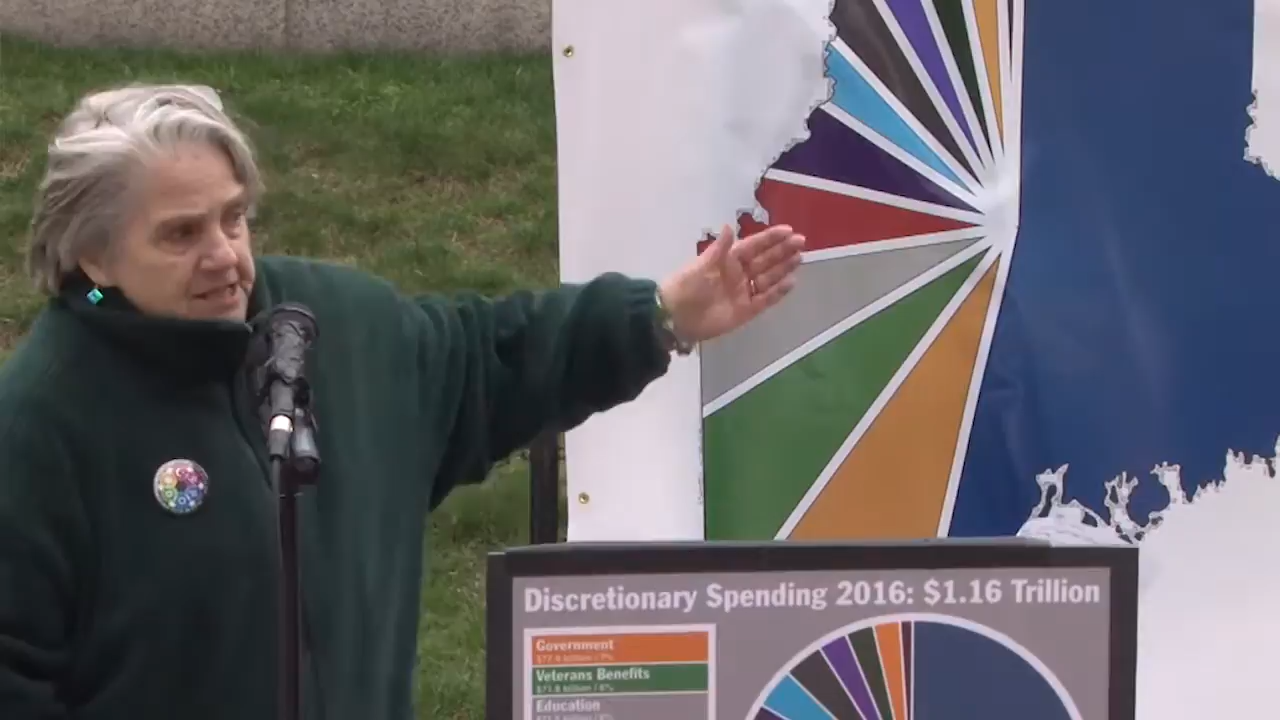 Discretionary Spending 2016: $1.16 Trillion
Government
Veterans Benefits
Education